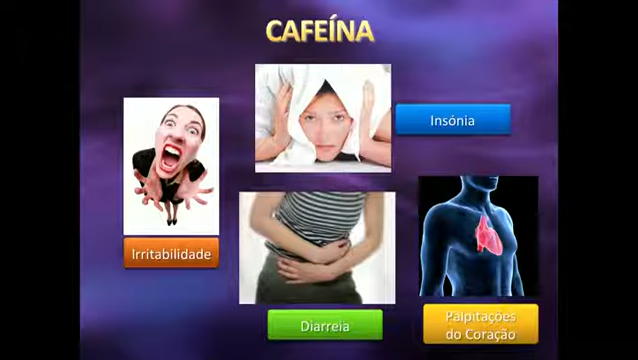 CAFEÍNA
Insónia
Irritabilidade
Diarreia
Palpitações
do Coração